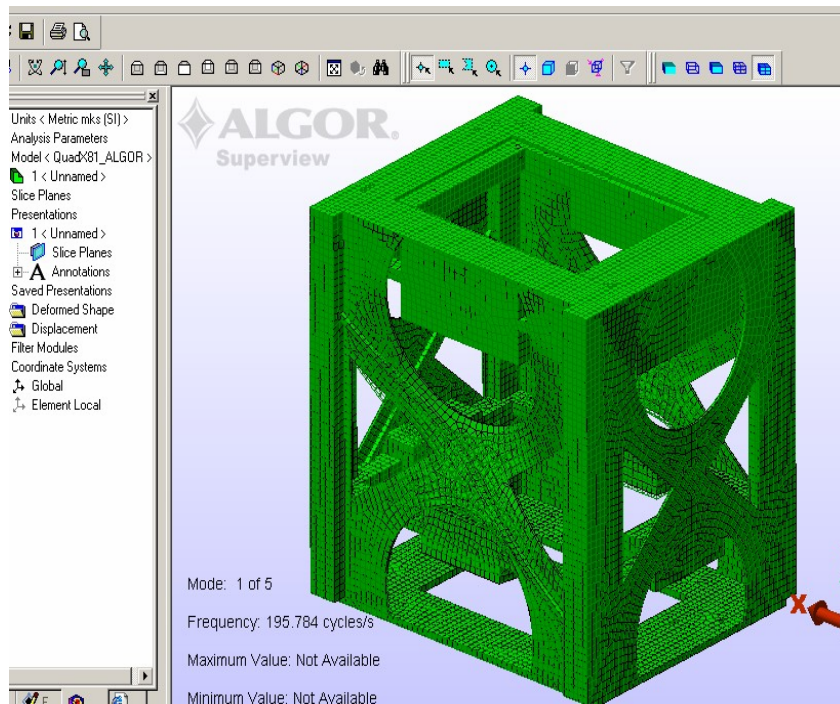 Units < Metric mks (SI) >
Analysis Parameters
Model < QuadX81_ALGOR >
1 < Unnamed >
Slice Planes
Presentations
1 < Unnamed >
Slice Planes
A Annotations
Saved Presentations
Deformed Shape
Displacement
Filter Modules
Coordinate Systems
Global
Element Local
ALGOR®
Superview
Mode: 1 of 5
Frequency: 195.784 cycles/s
Maximum Value: Not Available
Minimum Value: Not Available
X